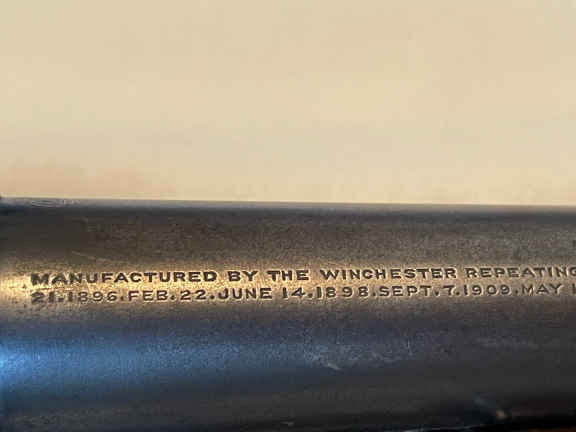 MANUFACTURED BY THE WINCHESTER REPEATING
21.1896.FEB.22.JUNE 14.1898.SEPT.7.1909.MAY